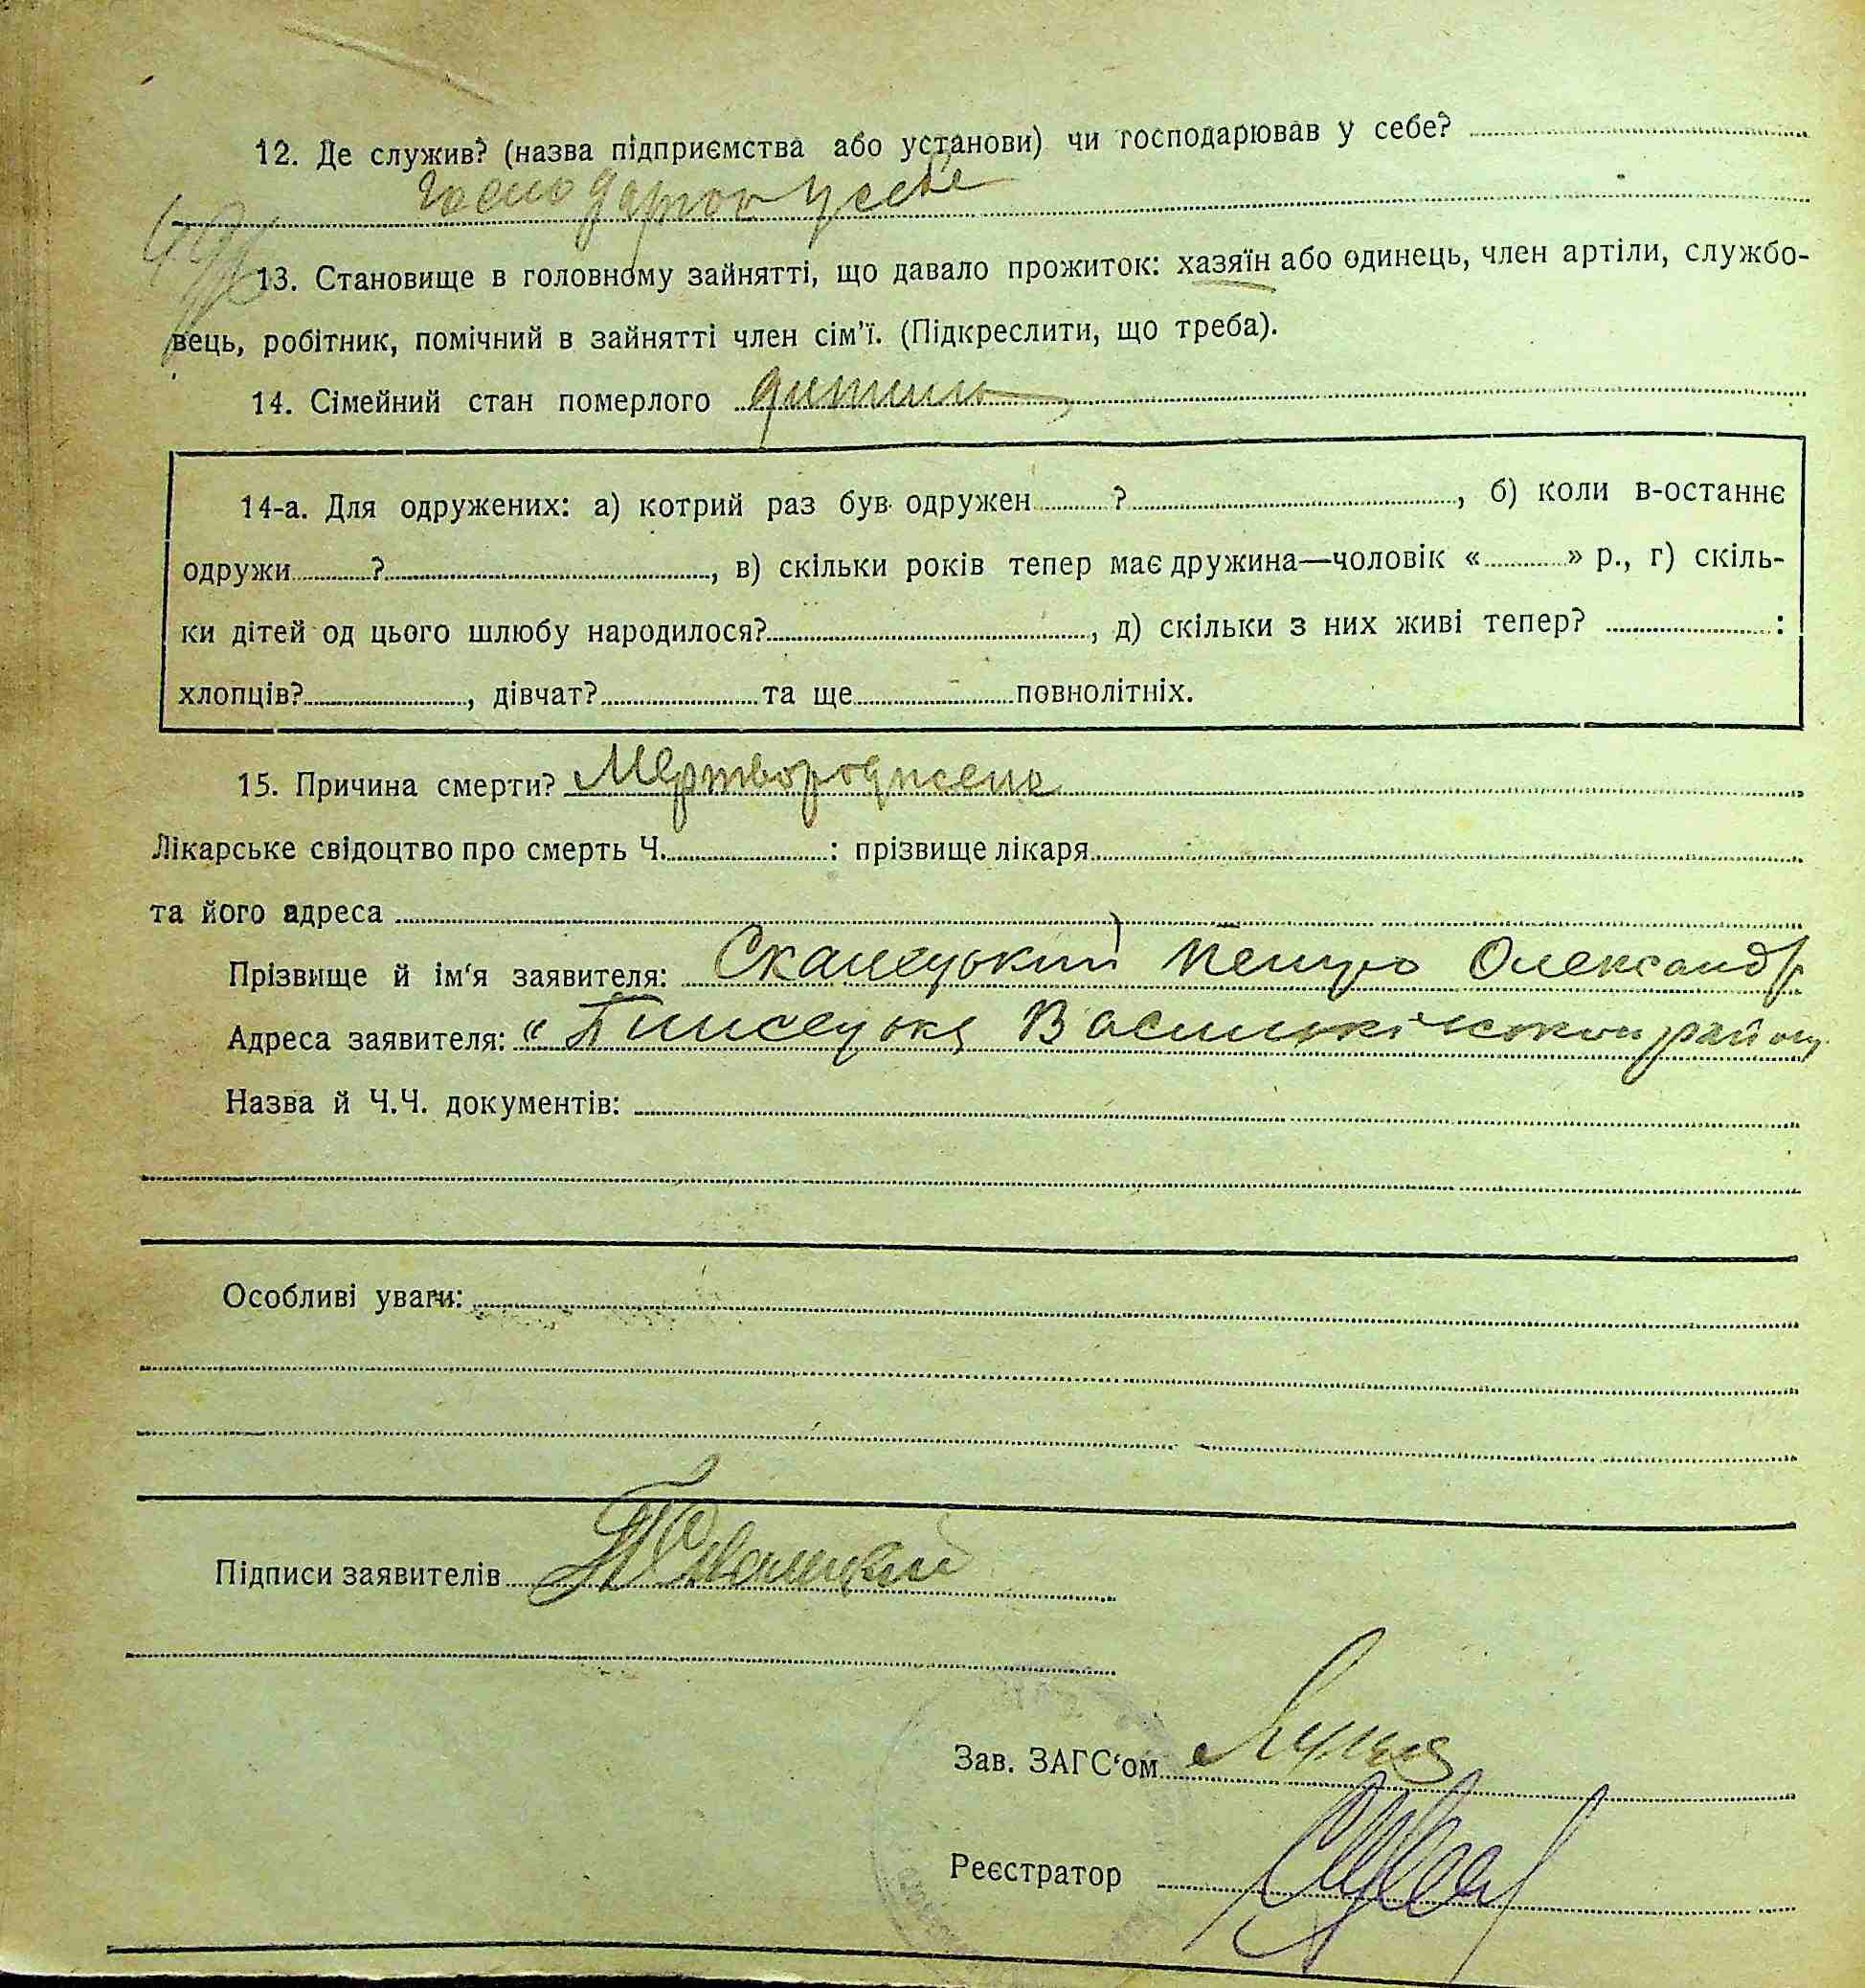 12. Де служив? (назва підприємства або установи) чи господарював у себе?
господарював у себе
13. Становище в головному зайнятті, що давало прожиток: хазяїн або одинець, член артіли, службо-
вець, робітник, помічний в зайнятті член сім'ї. (Підкреслити, що треба).
14. Сімейний стан померлого дитина
14-а. Для одружених: а) котрий раз був одружен ? , б) коли в-останнє
одружи ? , в) скільки років тепер має дружина—чоловік « » р., г) скіль-
ки дітей од цього шлюбу народилося? , д) скільки з них живі тепер? :
хлопців? , дівчат? та ще повнолітніх.
15. Причина смерти? Мертвороджена
Лікарське свідоцтво про смерть Ч. : прізвище лікаря
та його адреса
Прізвище й ім'я заявителя: Скалецький Петро Олександр
Адреса заявителя: району
Назва й Ч.Ч. документів:
Особливі уваги:
Підписи заявителів
Зав. ЗАГС'ом
Реєстратор